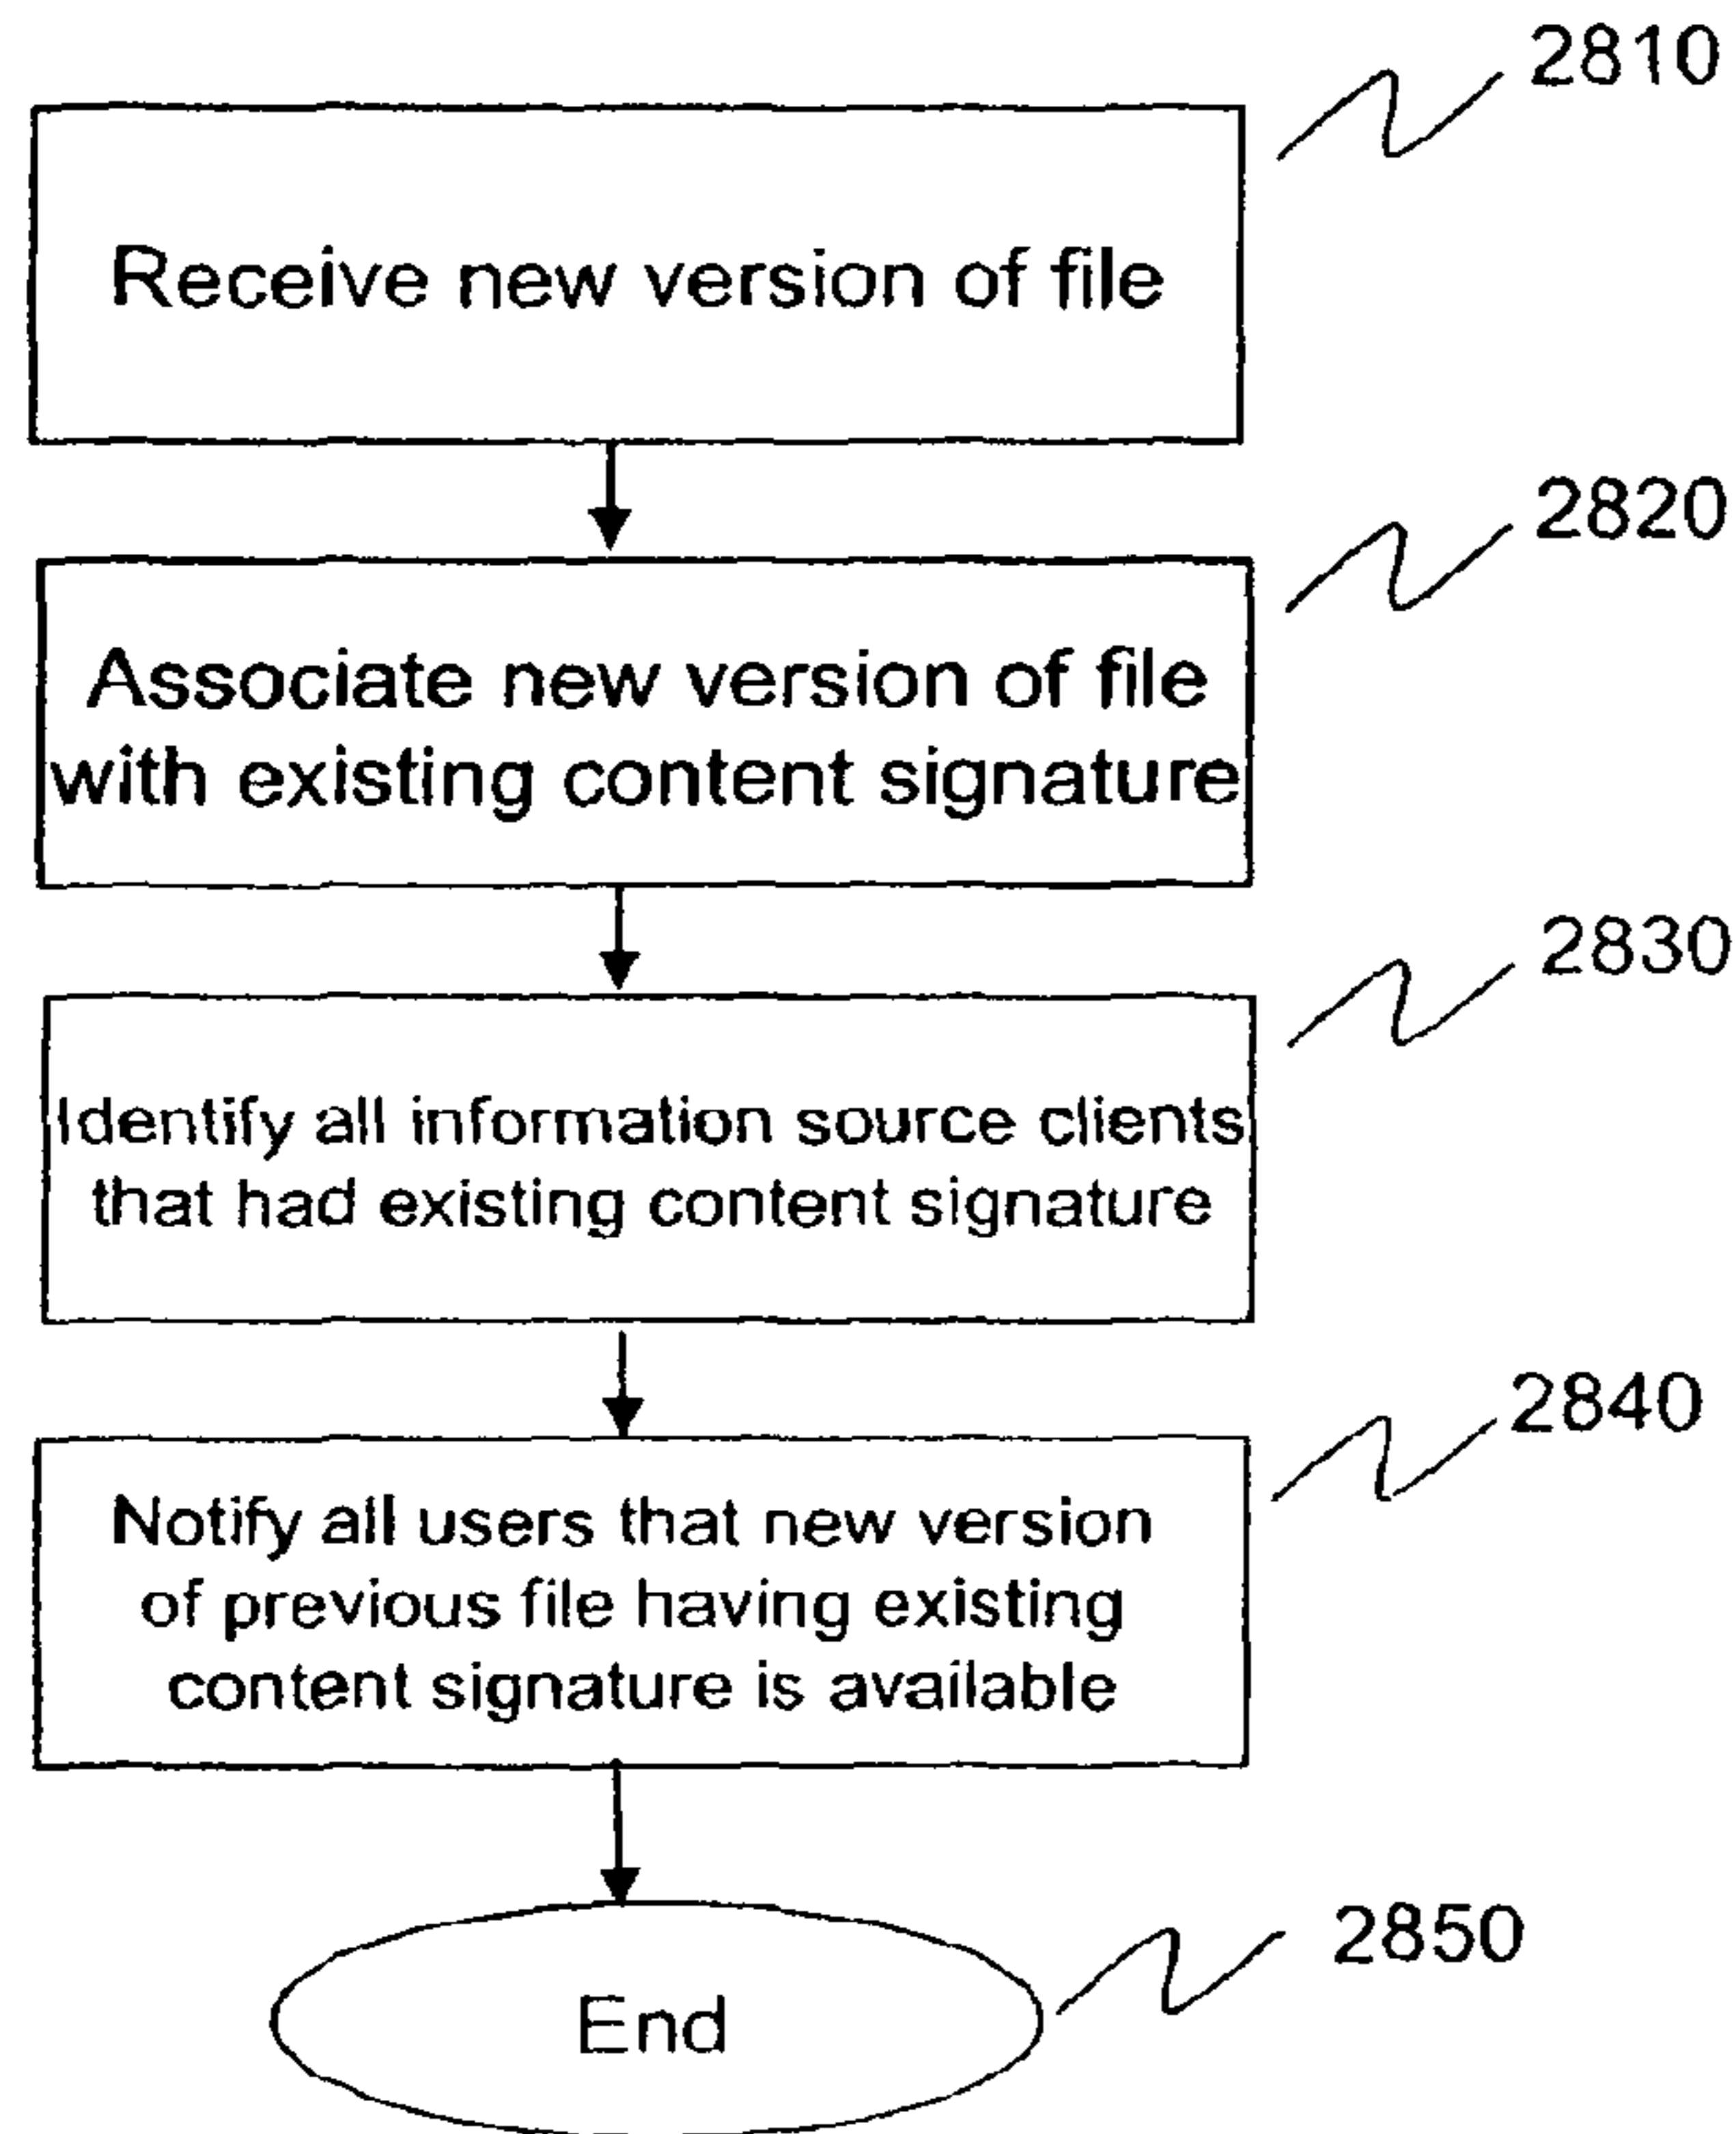 2810
Receive new version of file
2820
Associate new version of file
with existing content signature
2830
Identify all information source clients
that had existing content signature
2840
Notify all users that new version
of previous file having existing
content signature is available
2850
End